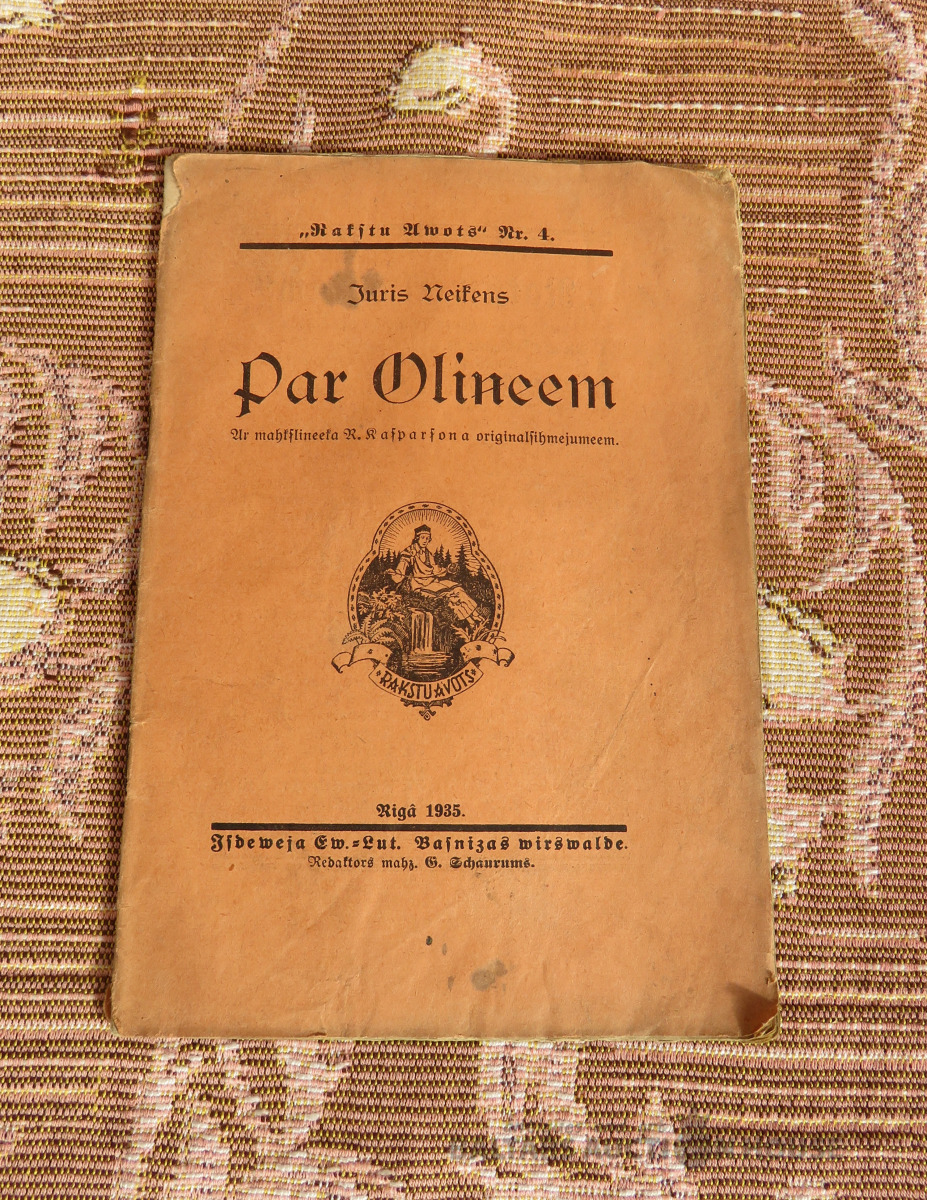 „Rakſtu Awots“ Nr. 4.
Juris Neikens
Par Olineem
Ar mahkſlineeka R. Kaſparſona originalſihmejumeem.
RAKSTU AVOTS
Rigâ 1935.
Iſdeweja Ew.-Lut. Baſnizas wirswalde.
Redaktors mahz. G. Schaurums.